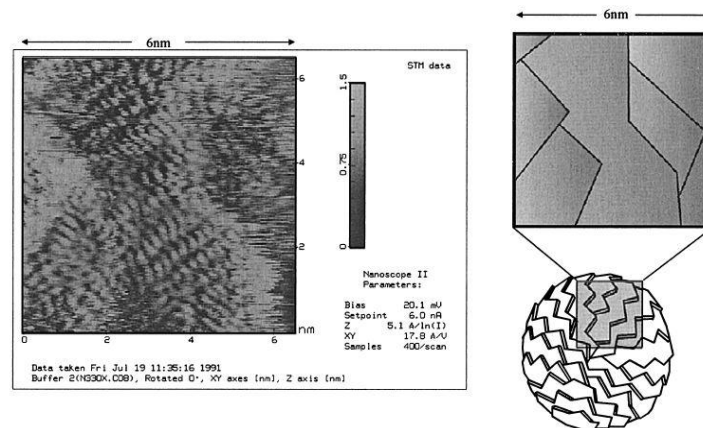 6nm
STM data
6
4
2
0
2
4
6
nm
1.5
0.75
0
Nanoscope II
Parameters:
Bias 20.1 mV
Setpoint 6.0 nA
Z 5.1 A/ln(I)
XY 17.8 A/V
Samples 400/scan
Data taken Fri Jul 19 11:35:16 1991
Buffer 2(N330X.C0B), Rotated 0°, XY axes [nm], Z axis [nm]
6nm